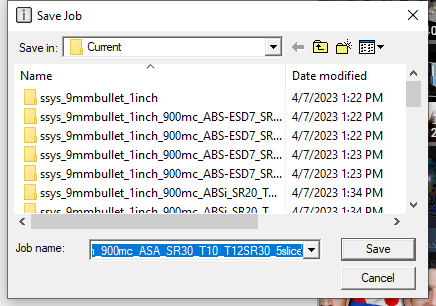 Save Job
Save in: Current
Name Date modified
ssys_9mmbullet_1inch 4/7/2023 1:22 PM
ssys_9mmbullet_1inch_900mc_ABS-ESD7_SR... 4/7/2023 1:22 PM
ssys_9mmbullet_1inch_900mc_ABS-ESD7_SR... 4/7/2023 1:22 PM
ssys_9mmbullet_1inch_900mc_ABS-ESD7_SR... 4/7/2023 1:23 PM
ssys_9mmbullet_1inch_900mc_ABS-ESD7_SR... 4/7/2023 1:23 PM
ssys_9mmbullet_1inch_900mc_ABSi_SR20_T... 4/7/2023 1:34 PM
ssys_9mmbullet_1inch_900mc_ABSi_SR20_T... 4/7/2023 1:34 PM
Job name: _900mc_ASA_SR30_T10_T12SR30_5slice Save
Cancel